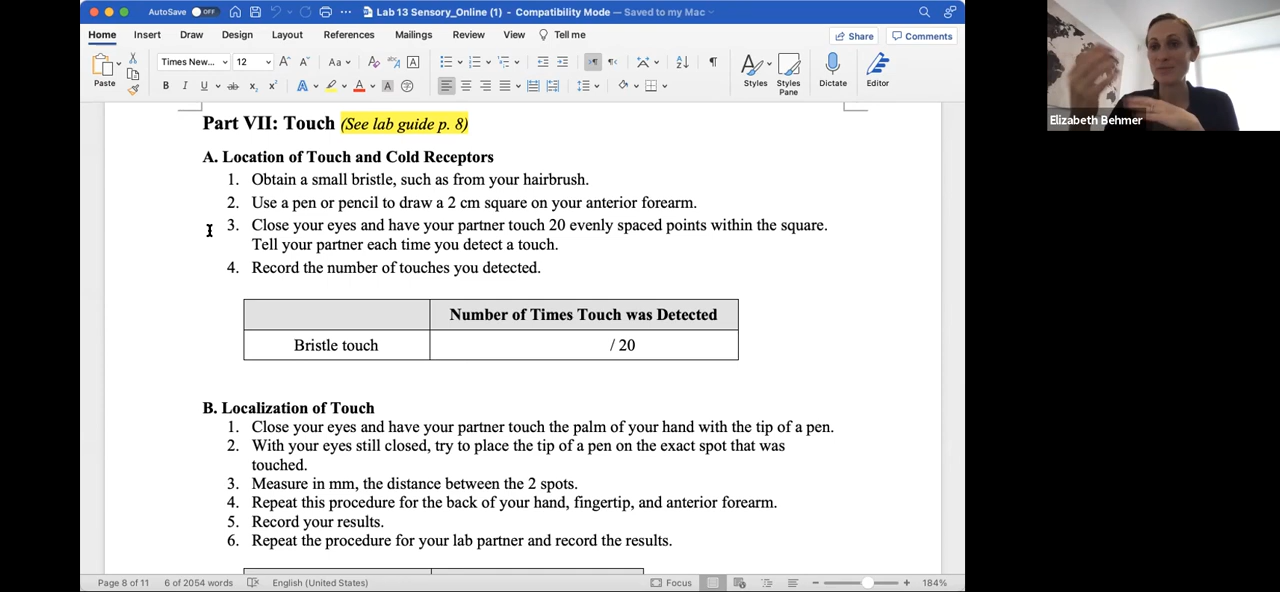 AutoSave OFF Lab 13 Sensory_Online (1) - Compatibility Mode — Saved to my Mac
Home Insert Draw Design Layout References Mailings Review View Tell me Share Comments
Times New... 12 Aa
Paste Styles Styles Pane Dictate Editor
Part VII: Touch (See lab guide p. 8)
A. Location of Touch and Cold Receptors
1. Obtain a small bristle, such as from your hairbrush.
2. Use a pen or pencil to draw a 2 cm square on your anterior forearm.
3. Close your eyes and have your partner touch 20 evenly spaced points within the square.
Tell your partner each time you detect a touch.
4. Record the number of touches you detected.
Number of Times Touch was Detected
Bristle touch / 20
B. Localization of Touch
1. Close your eyes and have your partner touch the palm of your hand with the tip of a pen.
2. With your eyes still closed, try to place the tip of a pen on the exact spot that was
touched.
3. Measure in mm, the distance between the 2 spots.
4. Repeat this procedure for the back of your hand, fingertip, and anterior forearm.
5. Record your results.
6. Repeat the procedure for your lab partner and record the results.
Page 8 of 11 6 of 2054 words English (United States) Focus 184%
Elizabeth Behmer